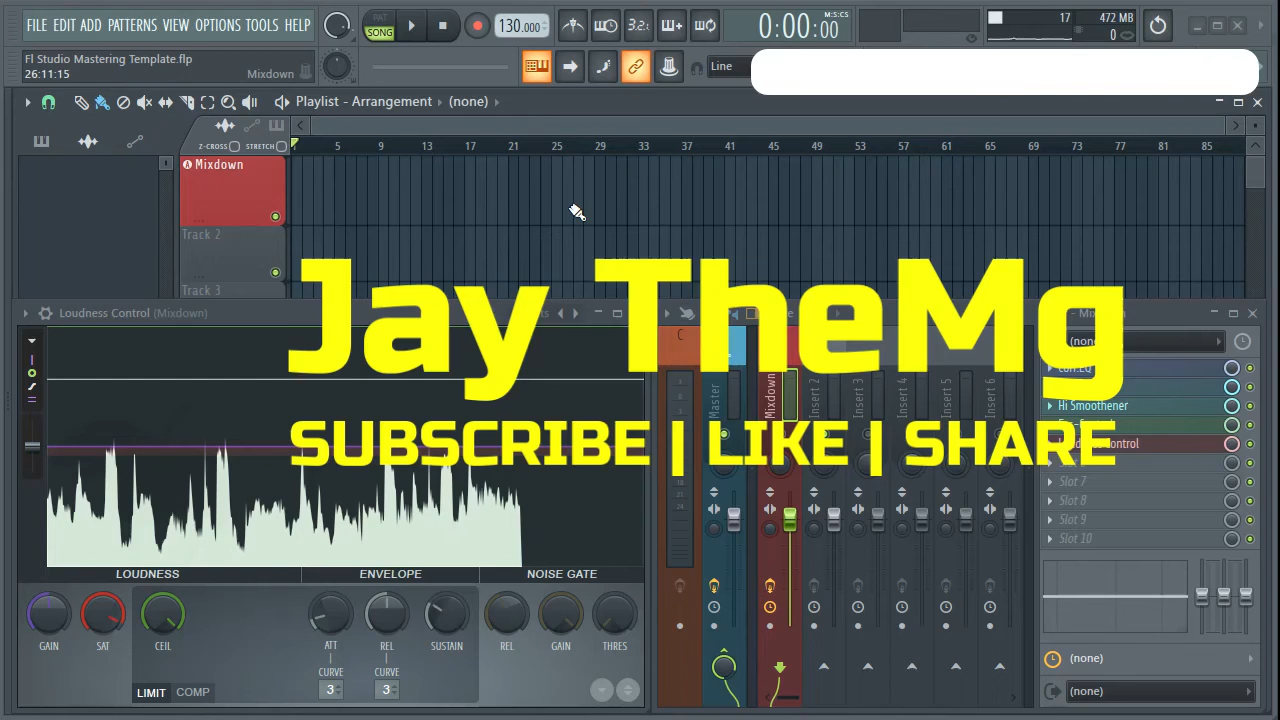 FILE EDIT ADD PATTERNS VIEW OPTIONS TOOLS HELP
PAT
SONG
130.000
3.2.
M:S:CS
0:00:00
17
472 MB
0
Fl Studio Mastering Template.flp
26:11:15
Mixdown
Line
Playlist - Arrangement
(none)
Z-CROSS
STRETCH
5 9 13 17 21 25 29 33 37 41 45 49 53 57 61 65 69 73 77 81 85
Mixdown
Track 2
Track 3
Jay TheMg
SUBSCRIBE | LIKE | SHARE
Loudness Control (Mixdown)
LOUDNESS
ENVELOPE
NOISE GATE
GAIN
SAT
CEIL
ATT
REL
SUSTAIN
REL
GAIN
THRES
CURVE
3
CURVE
3
LIMIT
COMP
C
Master
Mixdown
Insert 2
Insert 3
Insert 4
Insert 5
Insert 6
- Mixdown
Hi Smoothener
Slot 7
Slot 8
Slot 9
Slot 10
(none)
(none)